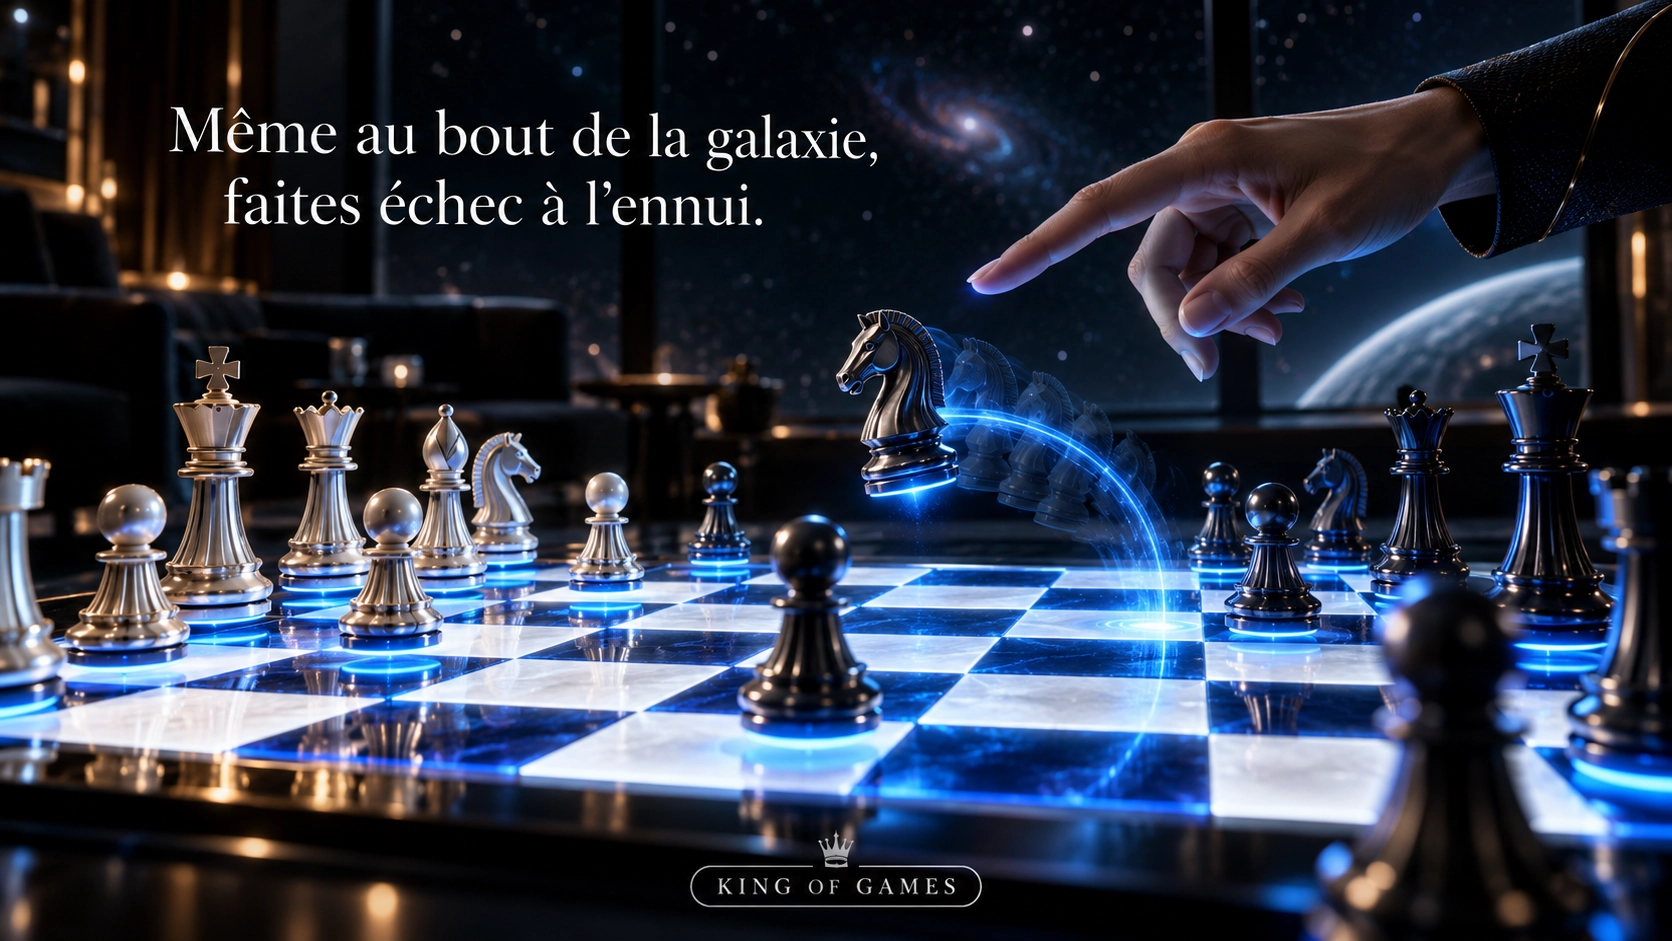 Même au bout de la galaxie,
faites échec à l’ennui.
KING OF GAMES